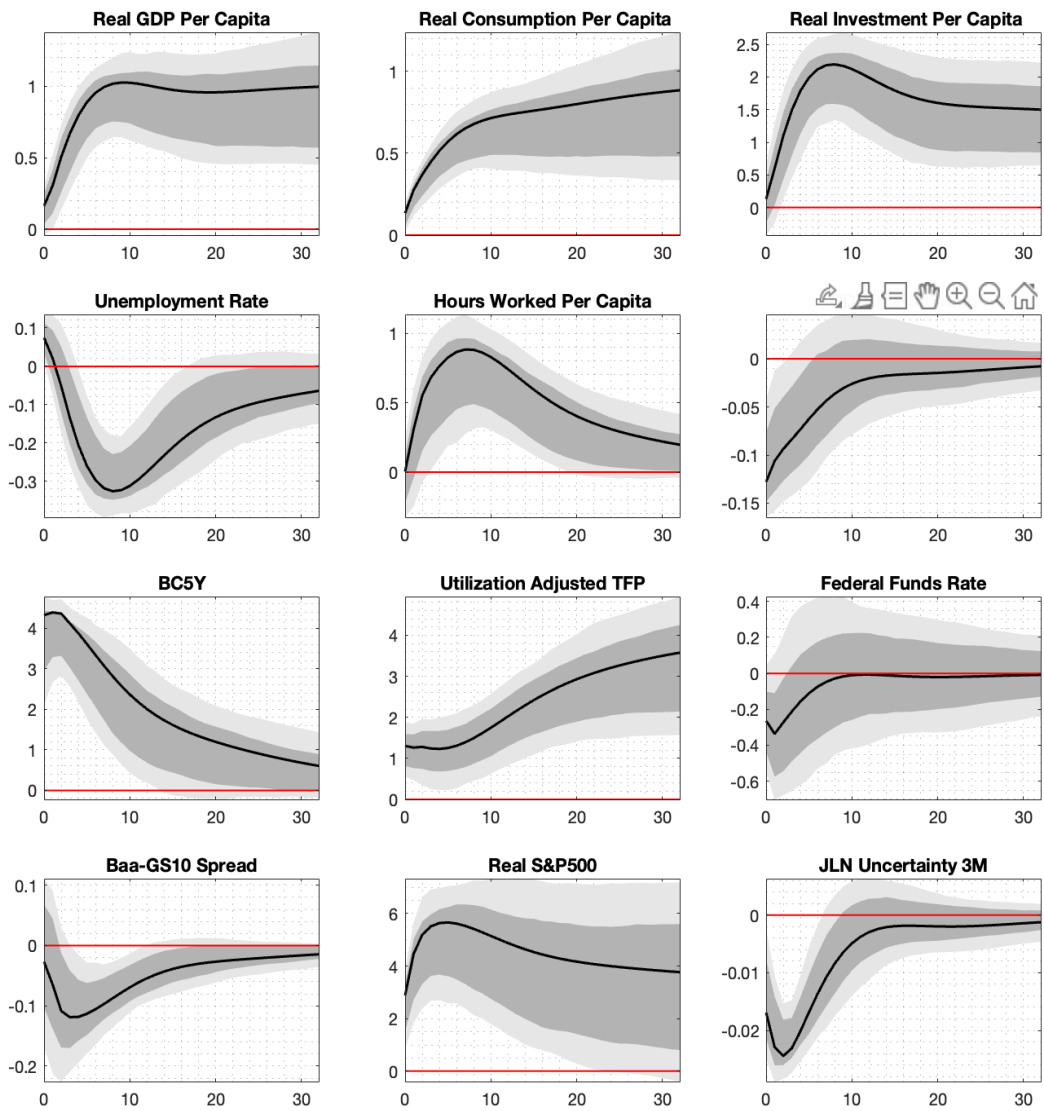 Real GDP Per Capita
1
0.5
0
0 10 20 30
Real Consumption Per Capita
1
0.5
0
0 10 20 30
Real Investment Per Capita
2.5
2
1.5
1
0.5
0
0 10 20 30
Unemployment Rate
0.1
0
-0.1
-0.2
-0.3
0 10 20 30
Hours Worked Per Capita
1
0.5
0
0 10 20 30
0
-0.05
-0.1
-0.15
0 10 20 30
BC5Y
4
3
2
1
0
0 10 20 30
Utilization Adjusted TFP
4
3
2
1
0
0 10 20 30
Federal Funds Rate
0.4
0.2
0
-0.2
-0.4
-0.6
0 10 20 30
Baa-GS10 Spread
0.1
0
-0.1
-0.2
0 10 20 30
Real S&P500
6
4
2
0
0 10 20 30
JLN Uncertainty 3M
0
-0.01
-0.02
0 10 20 30